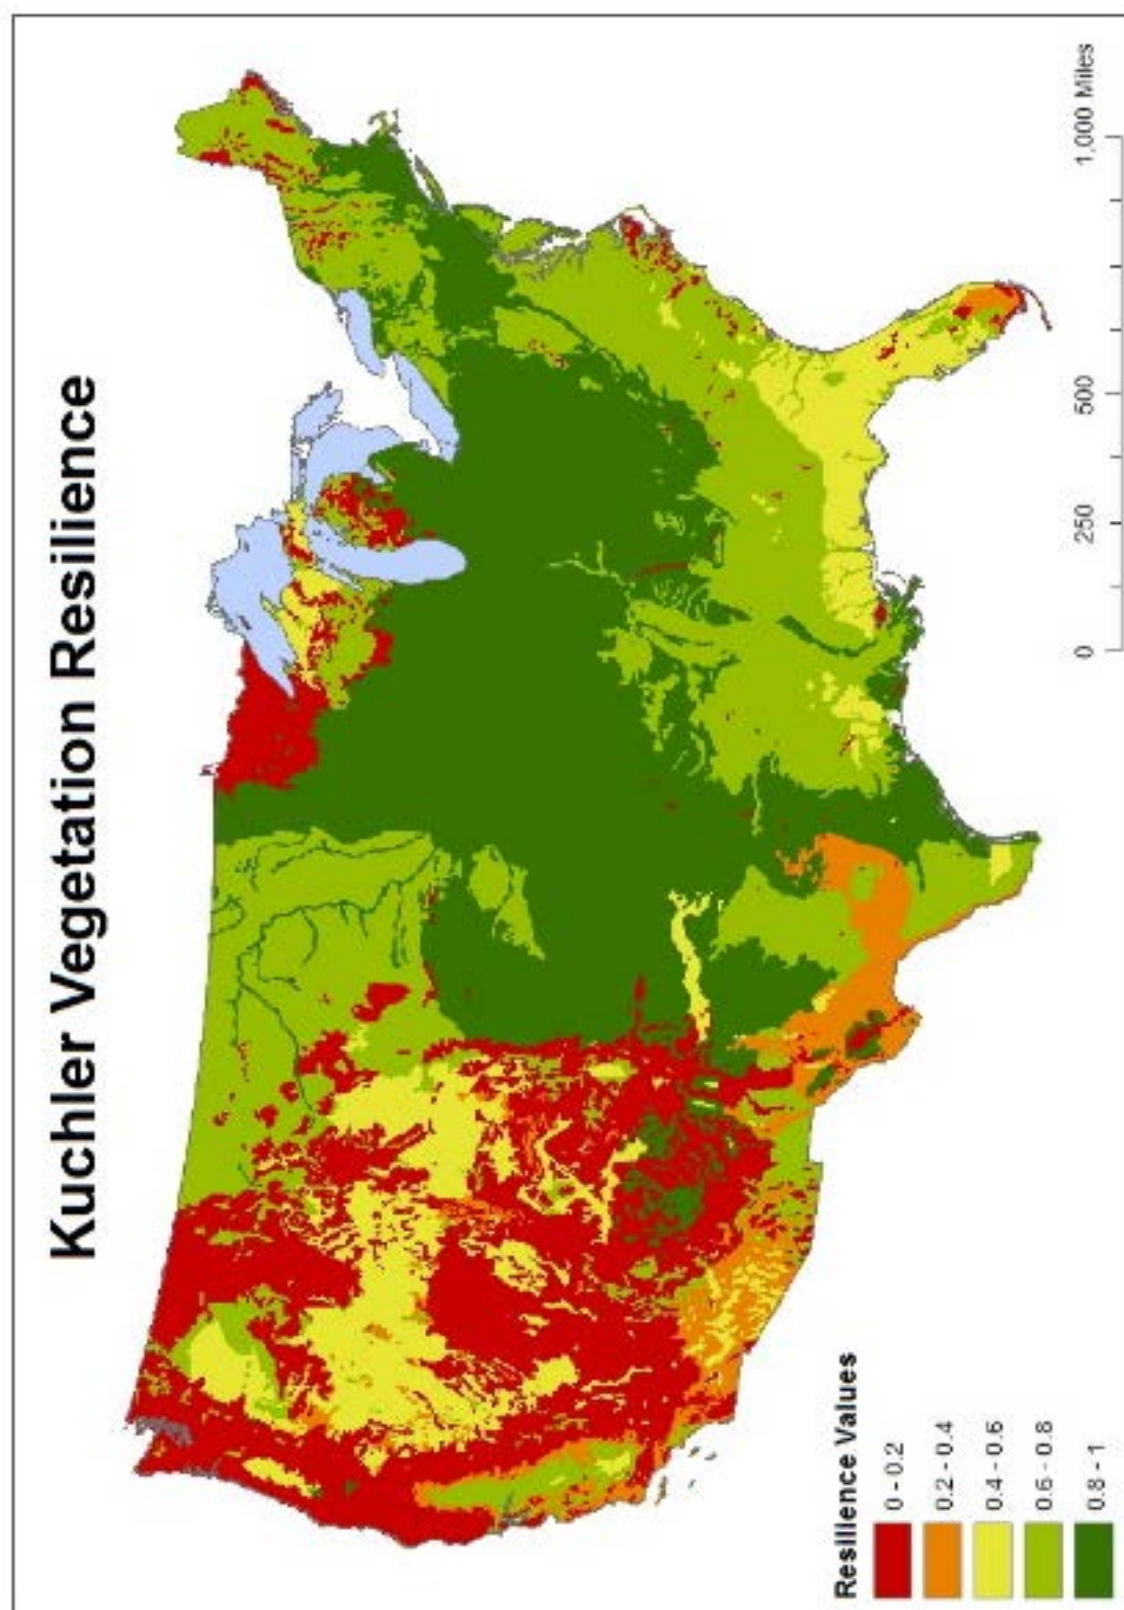 Kuchler Vegetation Resilience
Resilience Values
0 - 0.2
0.2 - 0.4
0.4 - 0.6
0.6 - 0.8
0.8 - 1
0 250 500 1,000 Miles